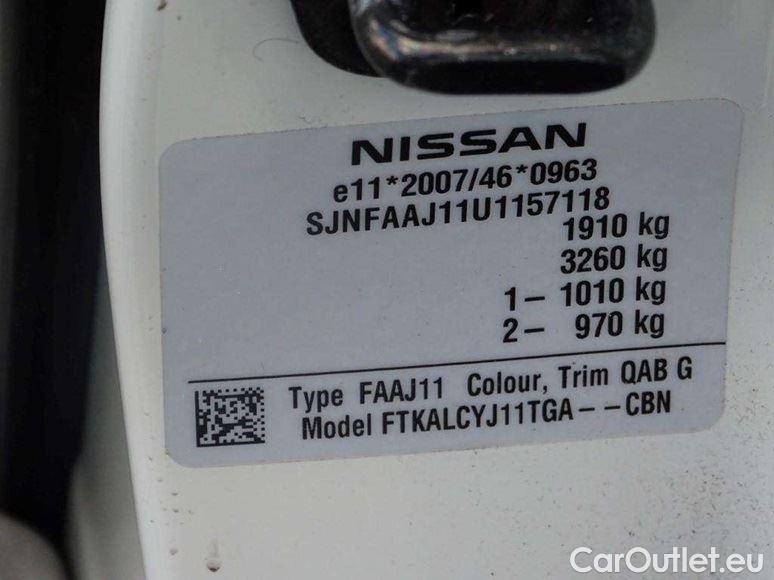 NISSAN
e11*2007/46*0963
SJNFAAJ11U1157118
1910 kg
3260 kg
1– 1010 kg
2– 970 kg
Type FAAJ11 Colour, Trim QAB G
Model FTKALCYJ11TGA– –CBN
CarOutlet.eu